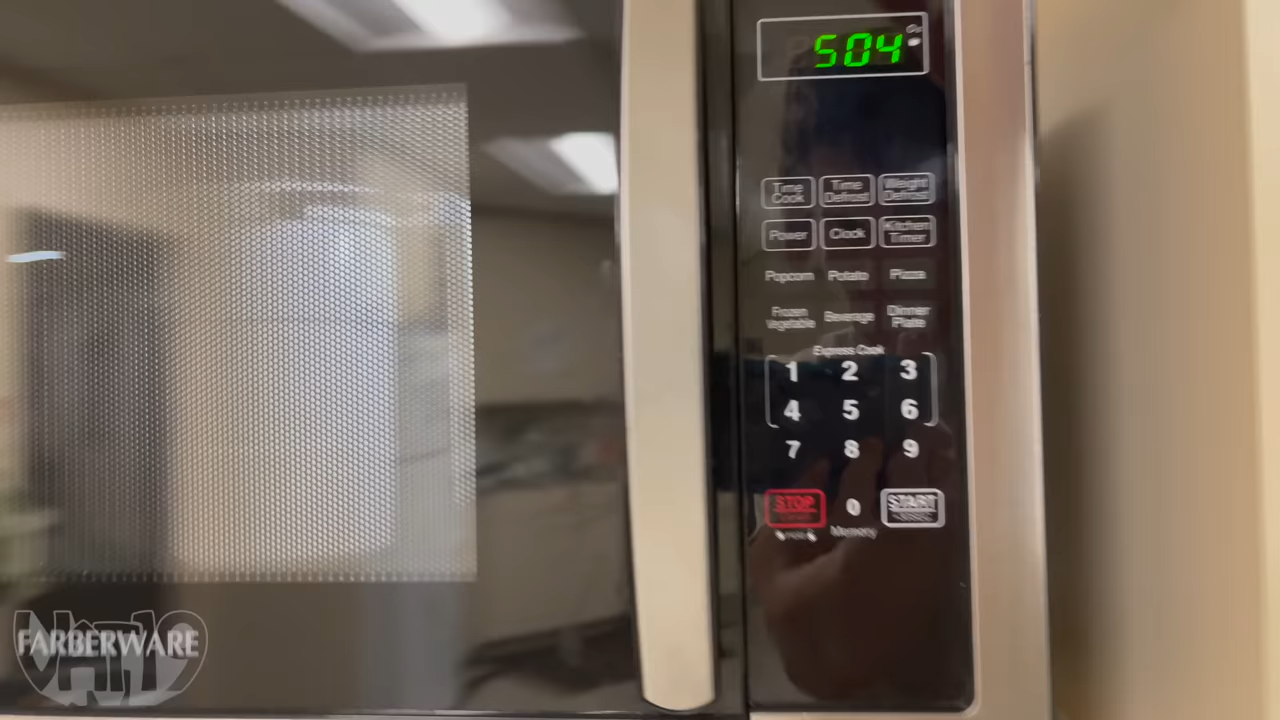 504
Time Cook Time Defrost Weight Defrost
Power Clock Kitchen Timer
Popcorn Potato Pizza
Frozen Vegetable Beverage Dinner Plate
Express Cook
1 2 3
4 5 6
7 8 9
STOP 0 START
Memory
FARBERWARE
VAT19